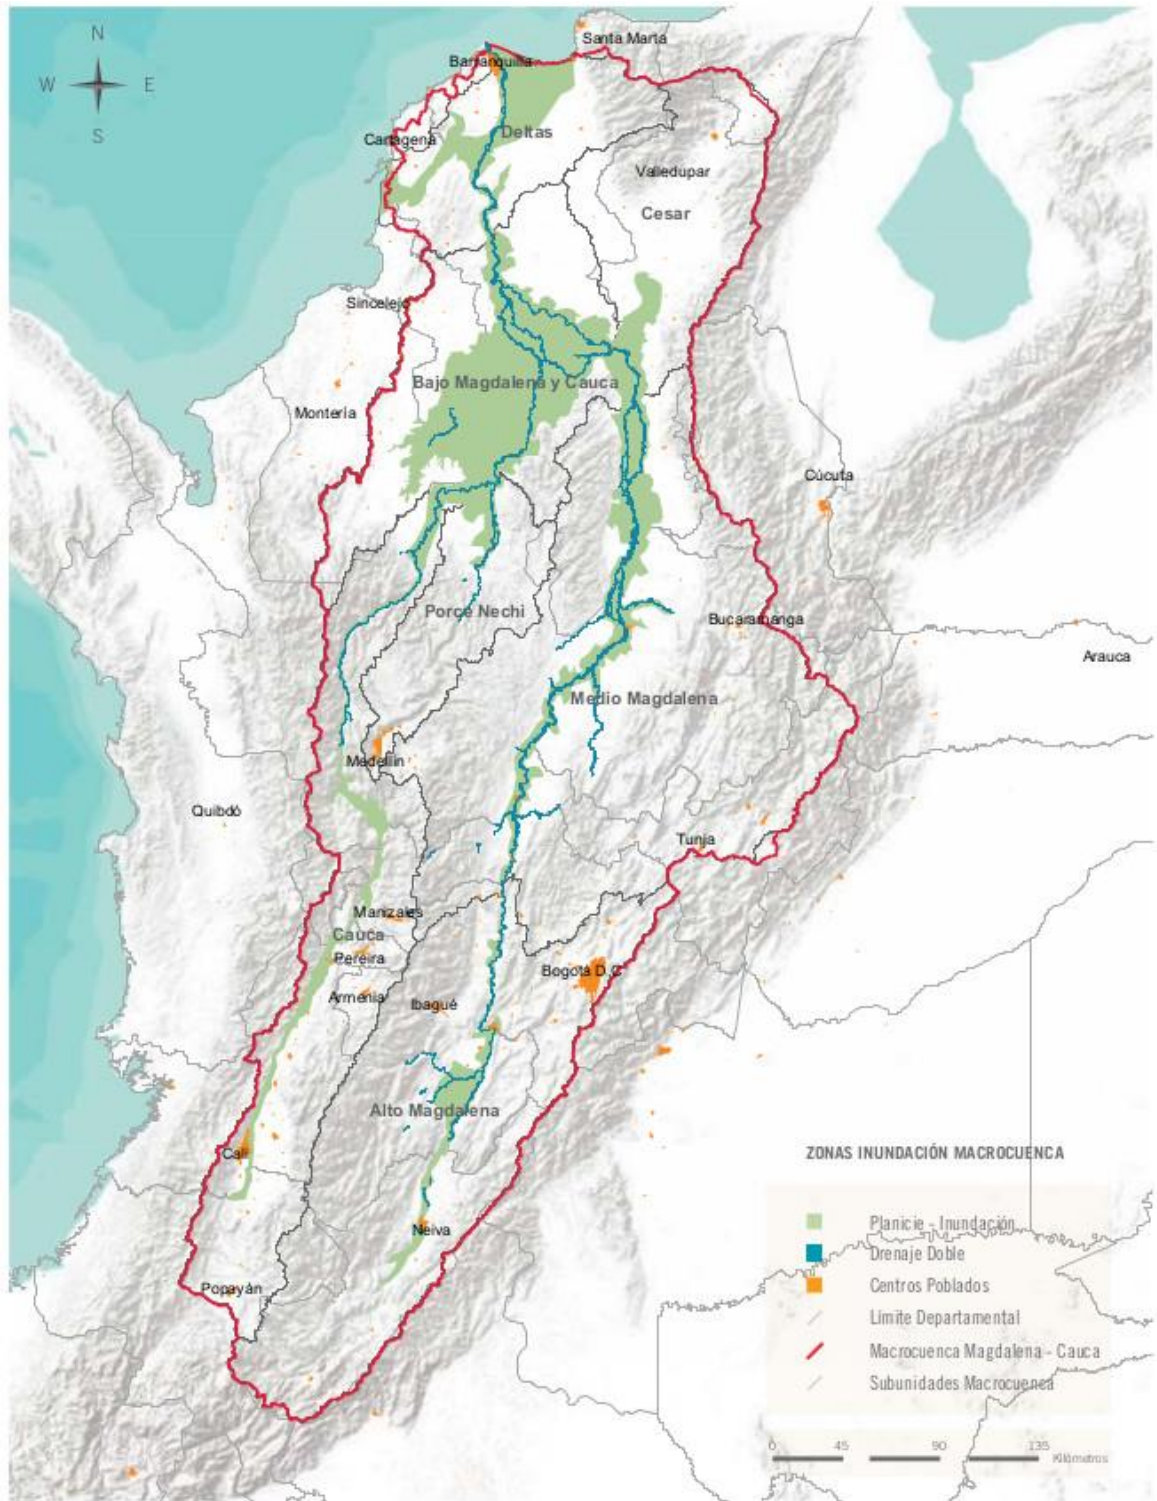 N
W E
S
Santa Marta
Barranquilla
Deltas
Cartagena
Valledupar
Cesar
Sincelejo
Bajo Magdalena y Cauca
Montería
Cúcuta
Porce Nechi
Bucaramanga
Arauca
Medio Magdalena
Medellín
Quibdó
Tunja
Manizales
Cauca
Pereira
Bogotá D.C
Armenia
Ibagué
Alto Magdalena
Cali
Neiva
Popayán
ZONAS INUNDACIÓN MACROCUENCA
Planicie - Inundación
Drenaje Doble
Centros Poblados
Límite Departamental
Macrocuenca Magdalena - Cauca
Subunidades Macrocuenca
0 45 90 135
Kilómetros